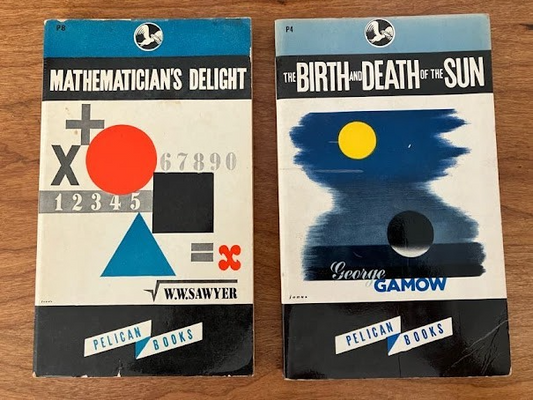 P8
MATHEMATICIAN'S DELIGHT
+
X
67890
12345
= x
W.W.SAWYER
PELICAN BOOKS
P4
THE BIRTH AND DEATH OF THE SUN
George
GAMOW
jonas
PELICAN BOOKS